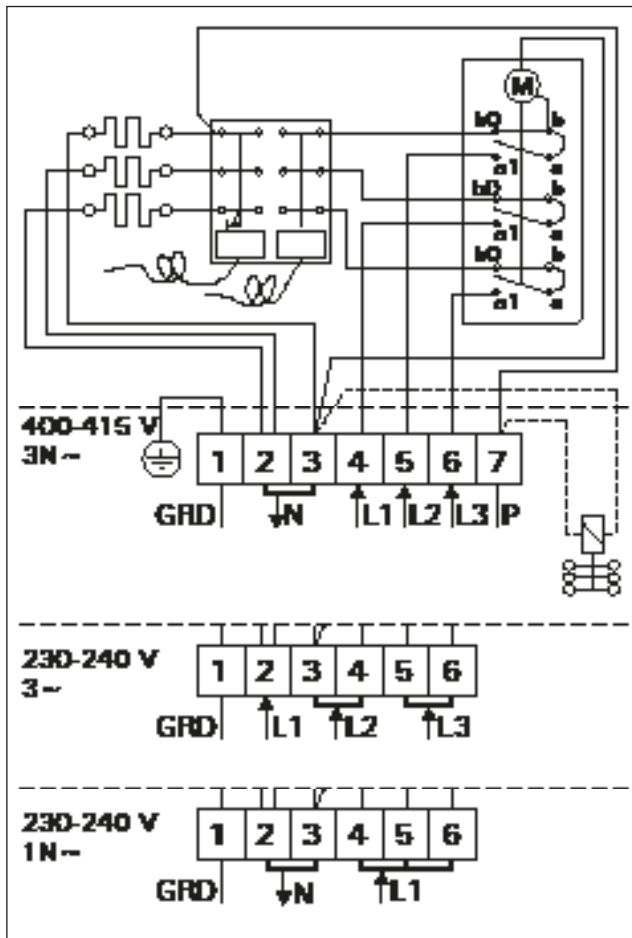 M
b0 b
a1 a
b0 b
a1 a
b0 b
a1 a
400-415 V
3N~
1 2 3 4 5 6 7
GRD N L1 L2 L3 P
230-240 V
3~
1 2 3 4 5 6
GRD L1 L2 L3
230-240 V
1N~
1 2 3 4 5 6
GRD N L1